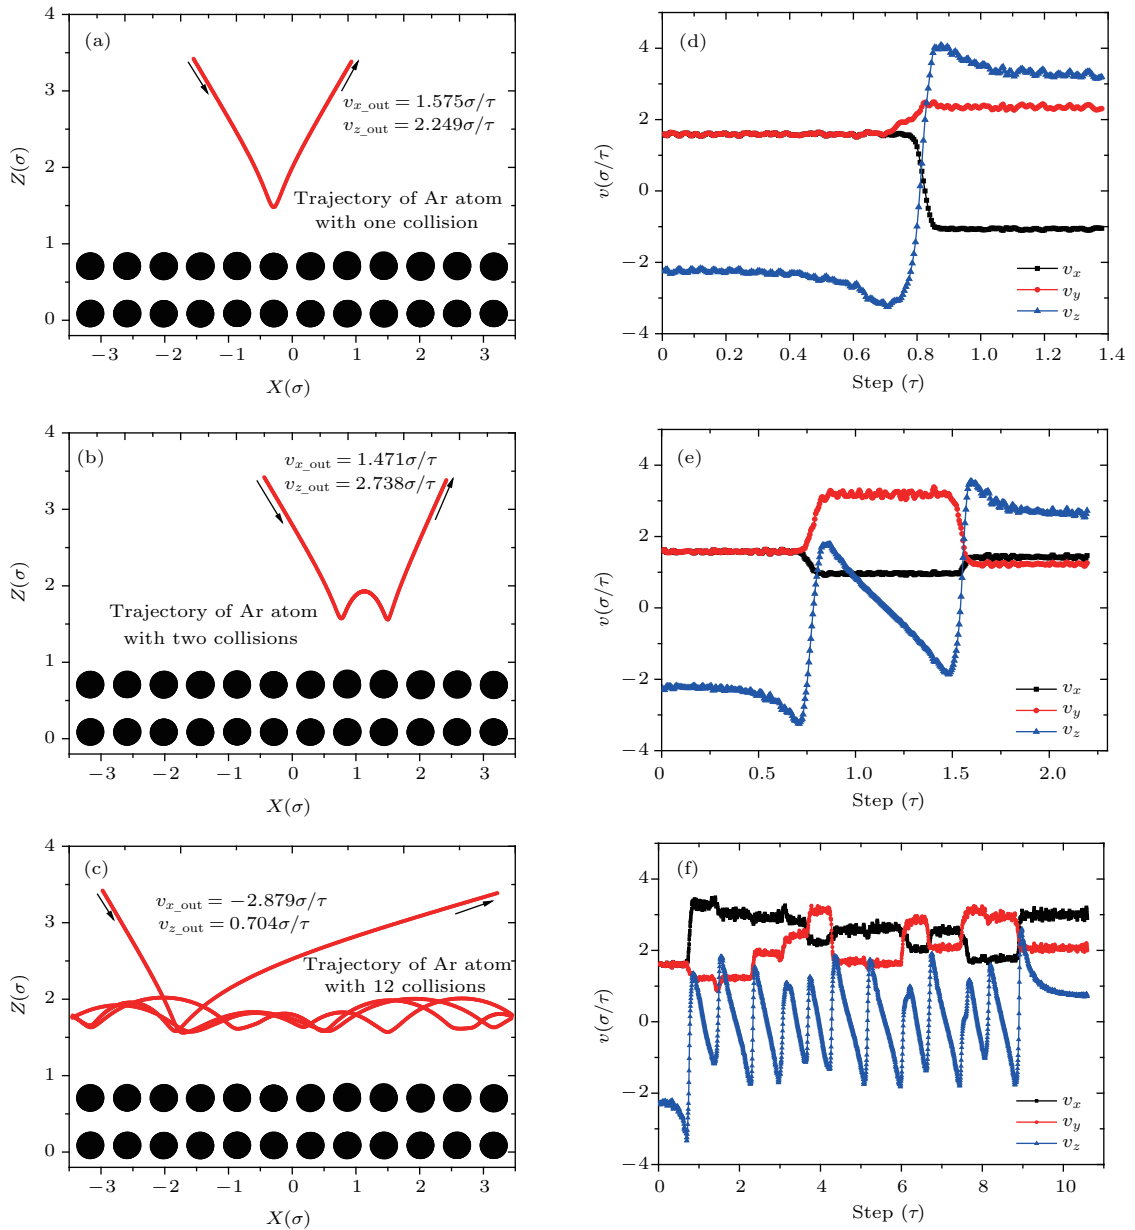 (a)
v_x_out = 1.575σ/τ
v_z_out = 2.249σ/τ
Trajectory of Ar atom
with one collision
Z(σ)
4
3
2
1
0
−3 −2 −1 0 1 2 3
X(σ)
(d)
v(σ/τ)
4
2
0
−2
−4
v_x
v_y
v_z
0 0.2 0.4 0.6 0.8 1.0 1.2 1.4
Step (τ)
(b)
v_x_out = 1.471σ/τ
v_z_out = 2.738σ/τ
Trajectory of Ar atom
with two collisions
Z(σ)
4
3
2
1
0
−3 −2 −1 0 1 2 3
X(σ)
(e)
v(σ/τ)
4
2
0
−2
−4
v_x
v_y
v_z
0 0.5 1.0 1.5 2.0
Step (τ)
(c)
v_x_out = −2.879σ/τ
v_z_out = 0.704σ/τ
Trajectory of Ar atom
with 12 collisions
Z(σ)
4
3
2
1
0
−3 −2 −1 0 1 2 3
X(σ)
(f)
v(σ/τ)
4
2
0
−2
−4
v_x
v_y
v_z
0 2 4 6 8 10
Step (τ)